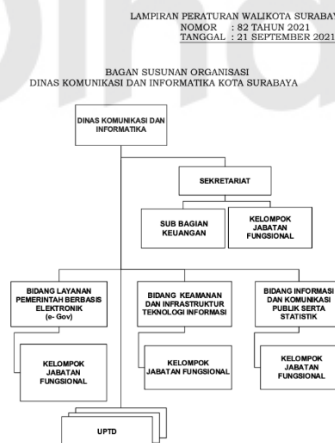 LAMPIRAN PERATURAN WALIKOTA SURABAY
NOMOR : 82 TAHUN 2021
TANGGAL : 21 SEPTEMBER 2021
BAGAN SUSUNAN ORGANISASI
DINAS KOMUNIKASI DAN INFORMATIKA KOTA SURABAYA
DINAS KOMUNIKASI DAN
INFORMATIKA
SEKRETARIAT
SUB BAGIAN
KEUANGAN
KELOMPOK
JABATAN
FUNGSIONAL
BIDANG LAYANAN
PEMERINTAH BERBASIS
ELEKTRONIK
(e- Gov)
BIDANG KEAMANAN
DAN INFRASTRUKTUR
TEKNOLOGI INFORMASI
BIDANG INFORMASI
DAN KOMUNIKASI
PUBLIK SERTA
STATISTIK
KELOMPOK
JABATAN
FUNGSIONAL
KELOMPOK
JABATAN FUNGSIONAL
KELOMPOK
JABATAN
FUNGSIONAL
UPTD